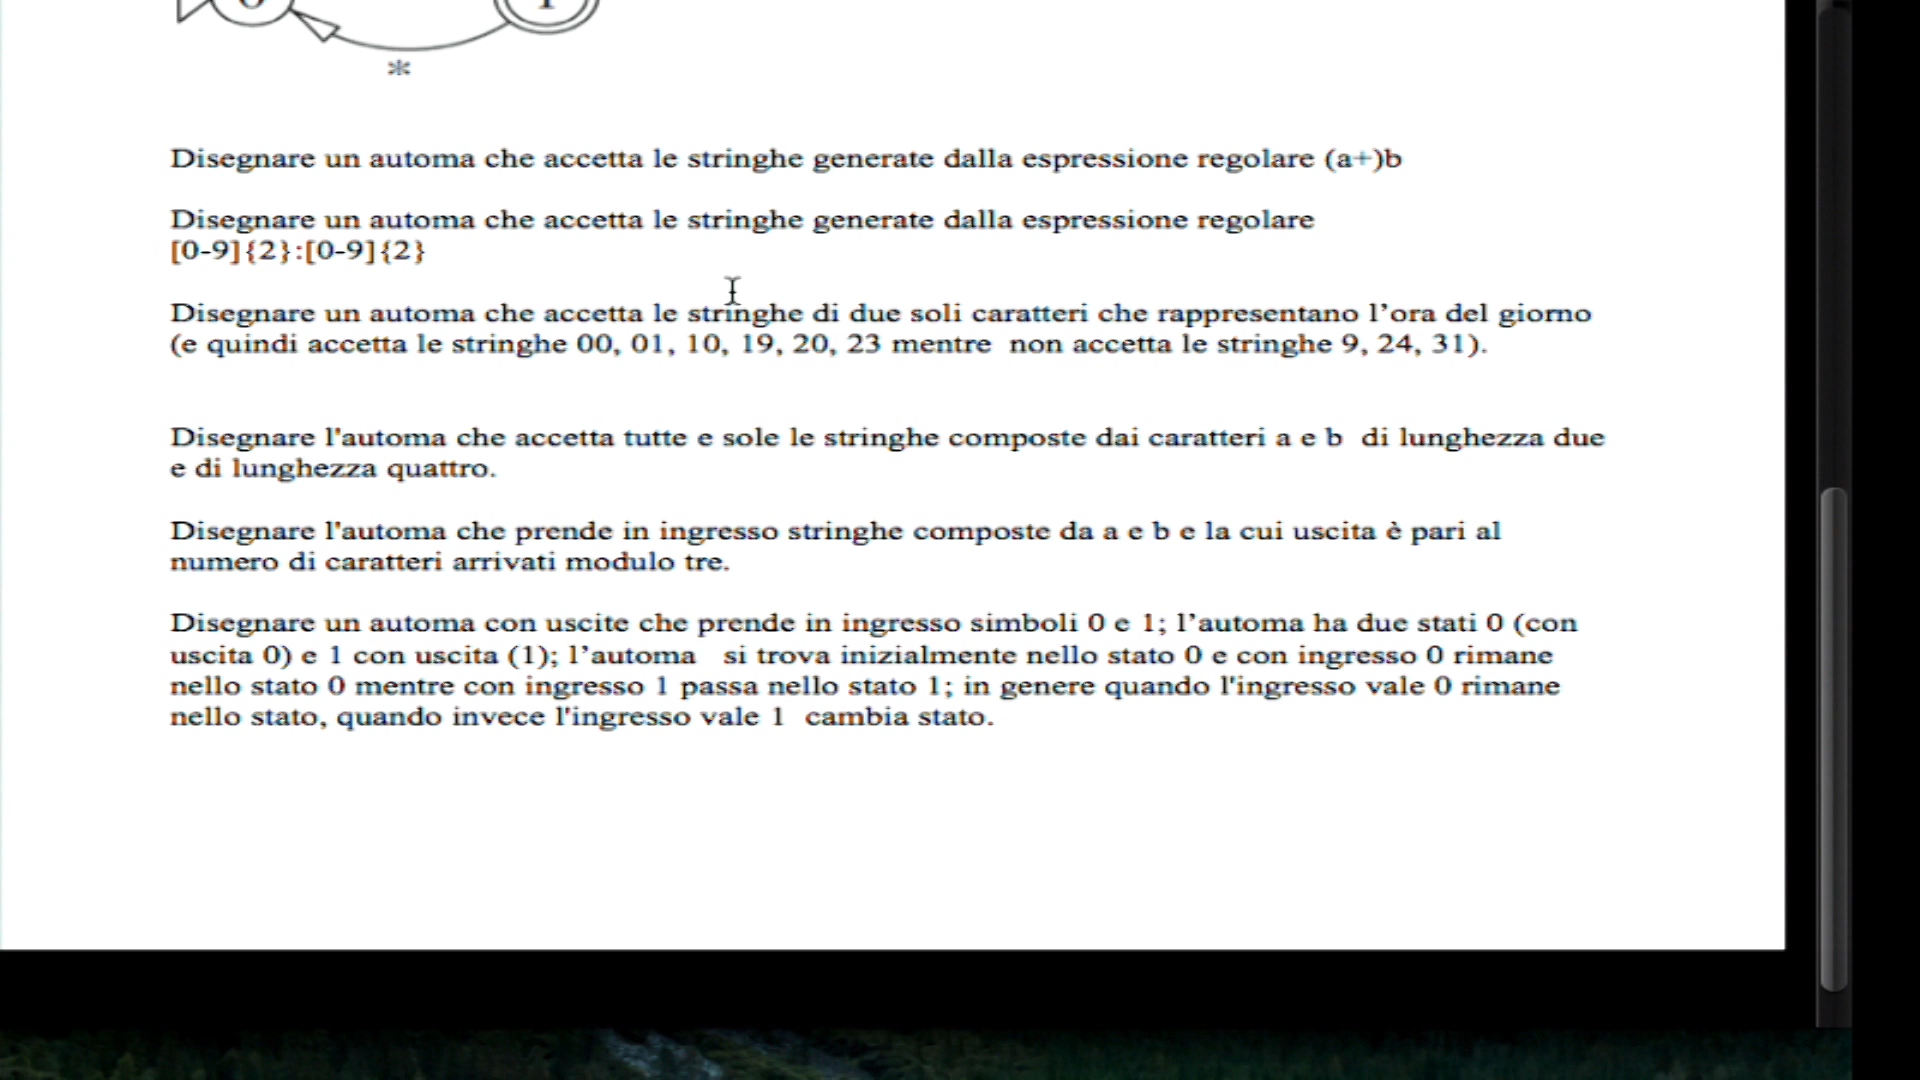 *
Disegnare un automa che accetta le stringhe generate dalla espressione regolare (a+)b
Disegnare un automa che accetta le stringhe generate dalla espressione regolare
[0-9]{2}:[0-9]{2}
Disegnare un automa che accetta le stringhe di due soli caratteri che rappresentano l’ora del giorno
(e quindi accetta le stringhe 00, 01, 10, 19, 20, 23 mentre non accetta le stringhe 9, 24, 31).
Disegnare l'automa che accetta tutte e sole le stringhe composte dai caratteri a e b di lunghezza due
e di lunghezza quattro.
Disegnare l'automa che prende in ingresso stringhe composte da a e b e la cui uscita è pari al
numero di caratteri arrivati modulo tre.
Disegnare un automa con uscite che prende in ingresso simboli 0 e 1; l’automa ha due stati 0 (con
uscita 0) e 1 con uscita (1); l’automa si trova inizialmente nello stato 0 e con ingresso 0 rimane
nello stato 0 mentre con ingresso 1 passa nello stato 1; in genere quando l'ingresso vale 0 rimane
nello stato, quando invece l'ingresso vale 1 cambia stato.